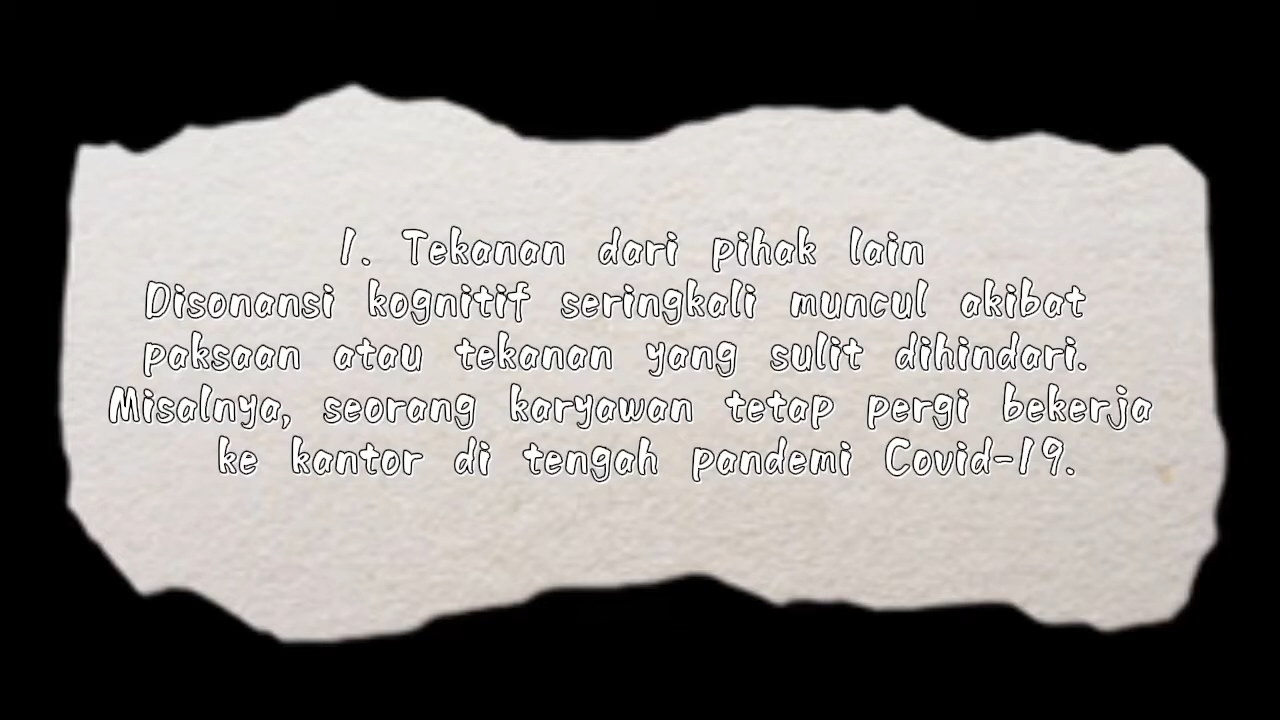 1. Tekanan dari pihak lain
Disonansi kognitif seringkali muncul akibat
paksaan atau tekanan yang sulit dihindari.
Misalnya, seorang karyawan tetap pergi bekerja
ke kantor di tengah pandemi Covid-19.